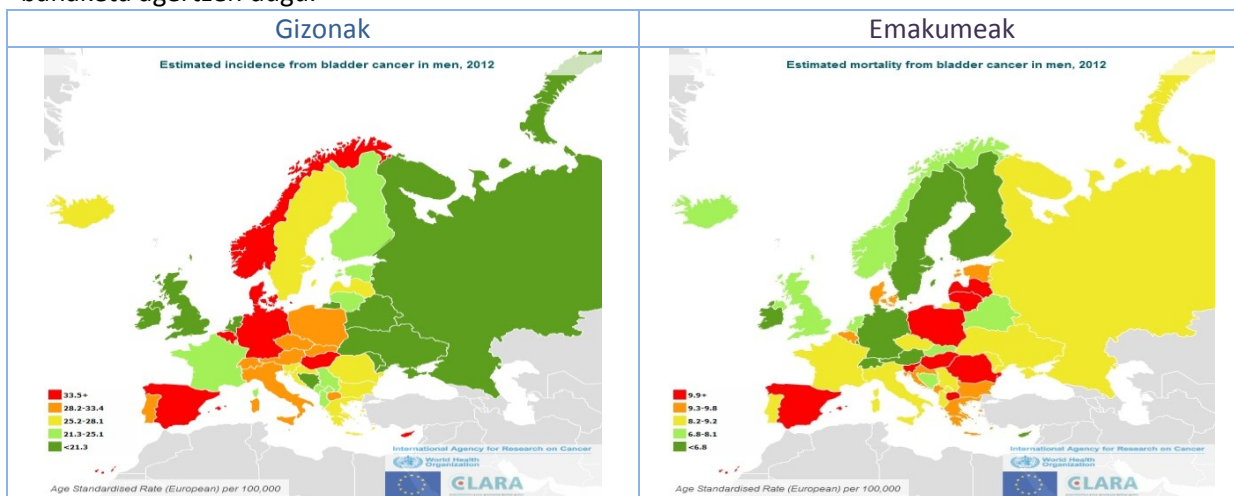 banaketa agertzen dugu.
Gizonak
Emakumeak
Estimated incidence from bladder cancer in men, 2012
33.5+
28.2-33.4
25.2-28.1
21.3-25.1
<21.3
International Agency for Research on Cancer
World Health
Organization
CLARA
Age Standardised Rate (European) per 100,000
Estimated mortality from bladder cancer in men, 2012
9.9+
9.3-9.8
8.2-9.2
6.8-8.1
<6.8
International Agency for Research on Cancer
World Health
Organization
CLARA
Age Standardised Rate (European) per 100,000